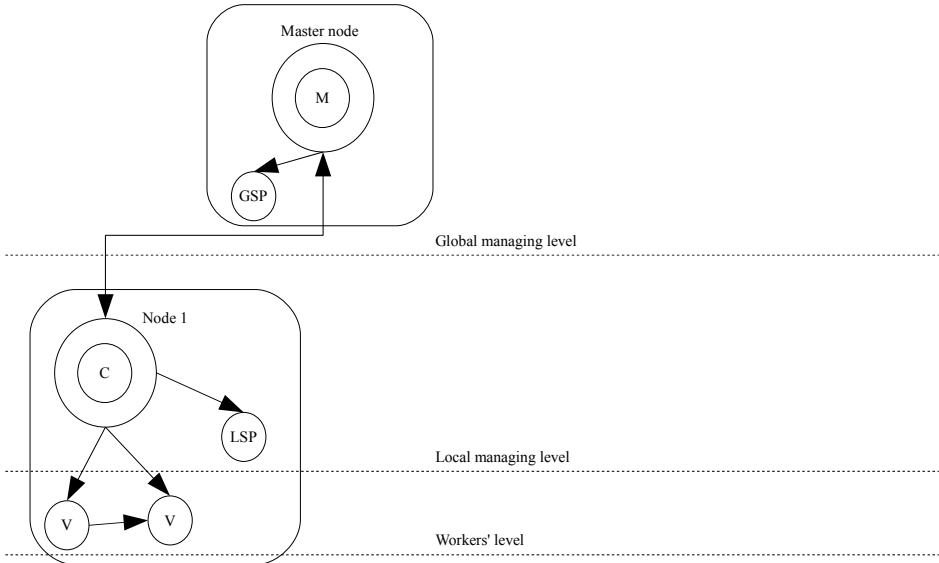 Master node
M
GSP
Global managing level
Node 1
C
LSP
Local managing level
V
V
Workers' level